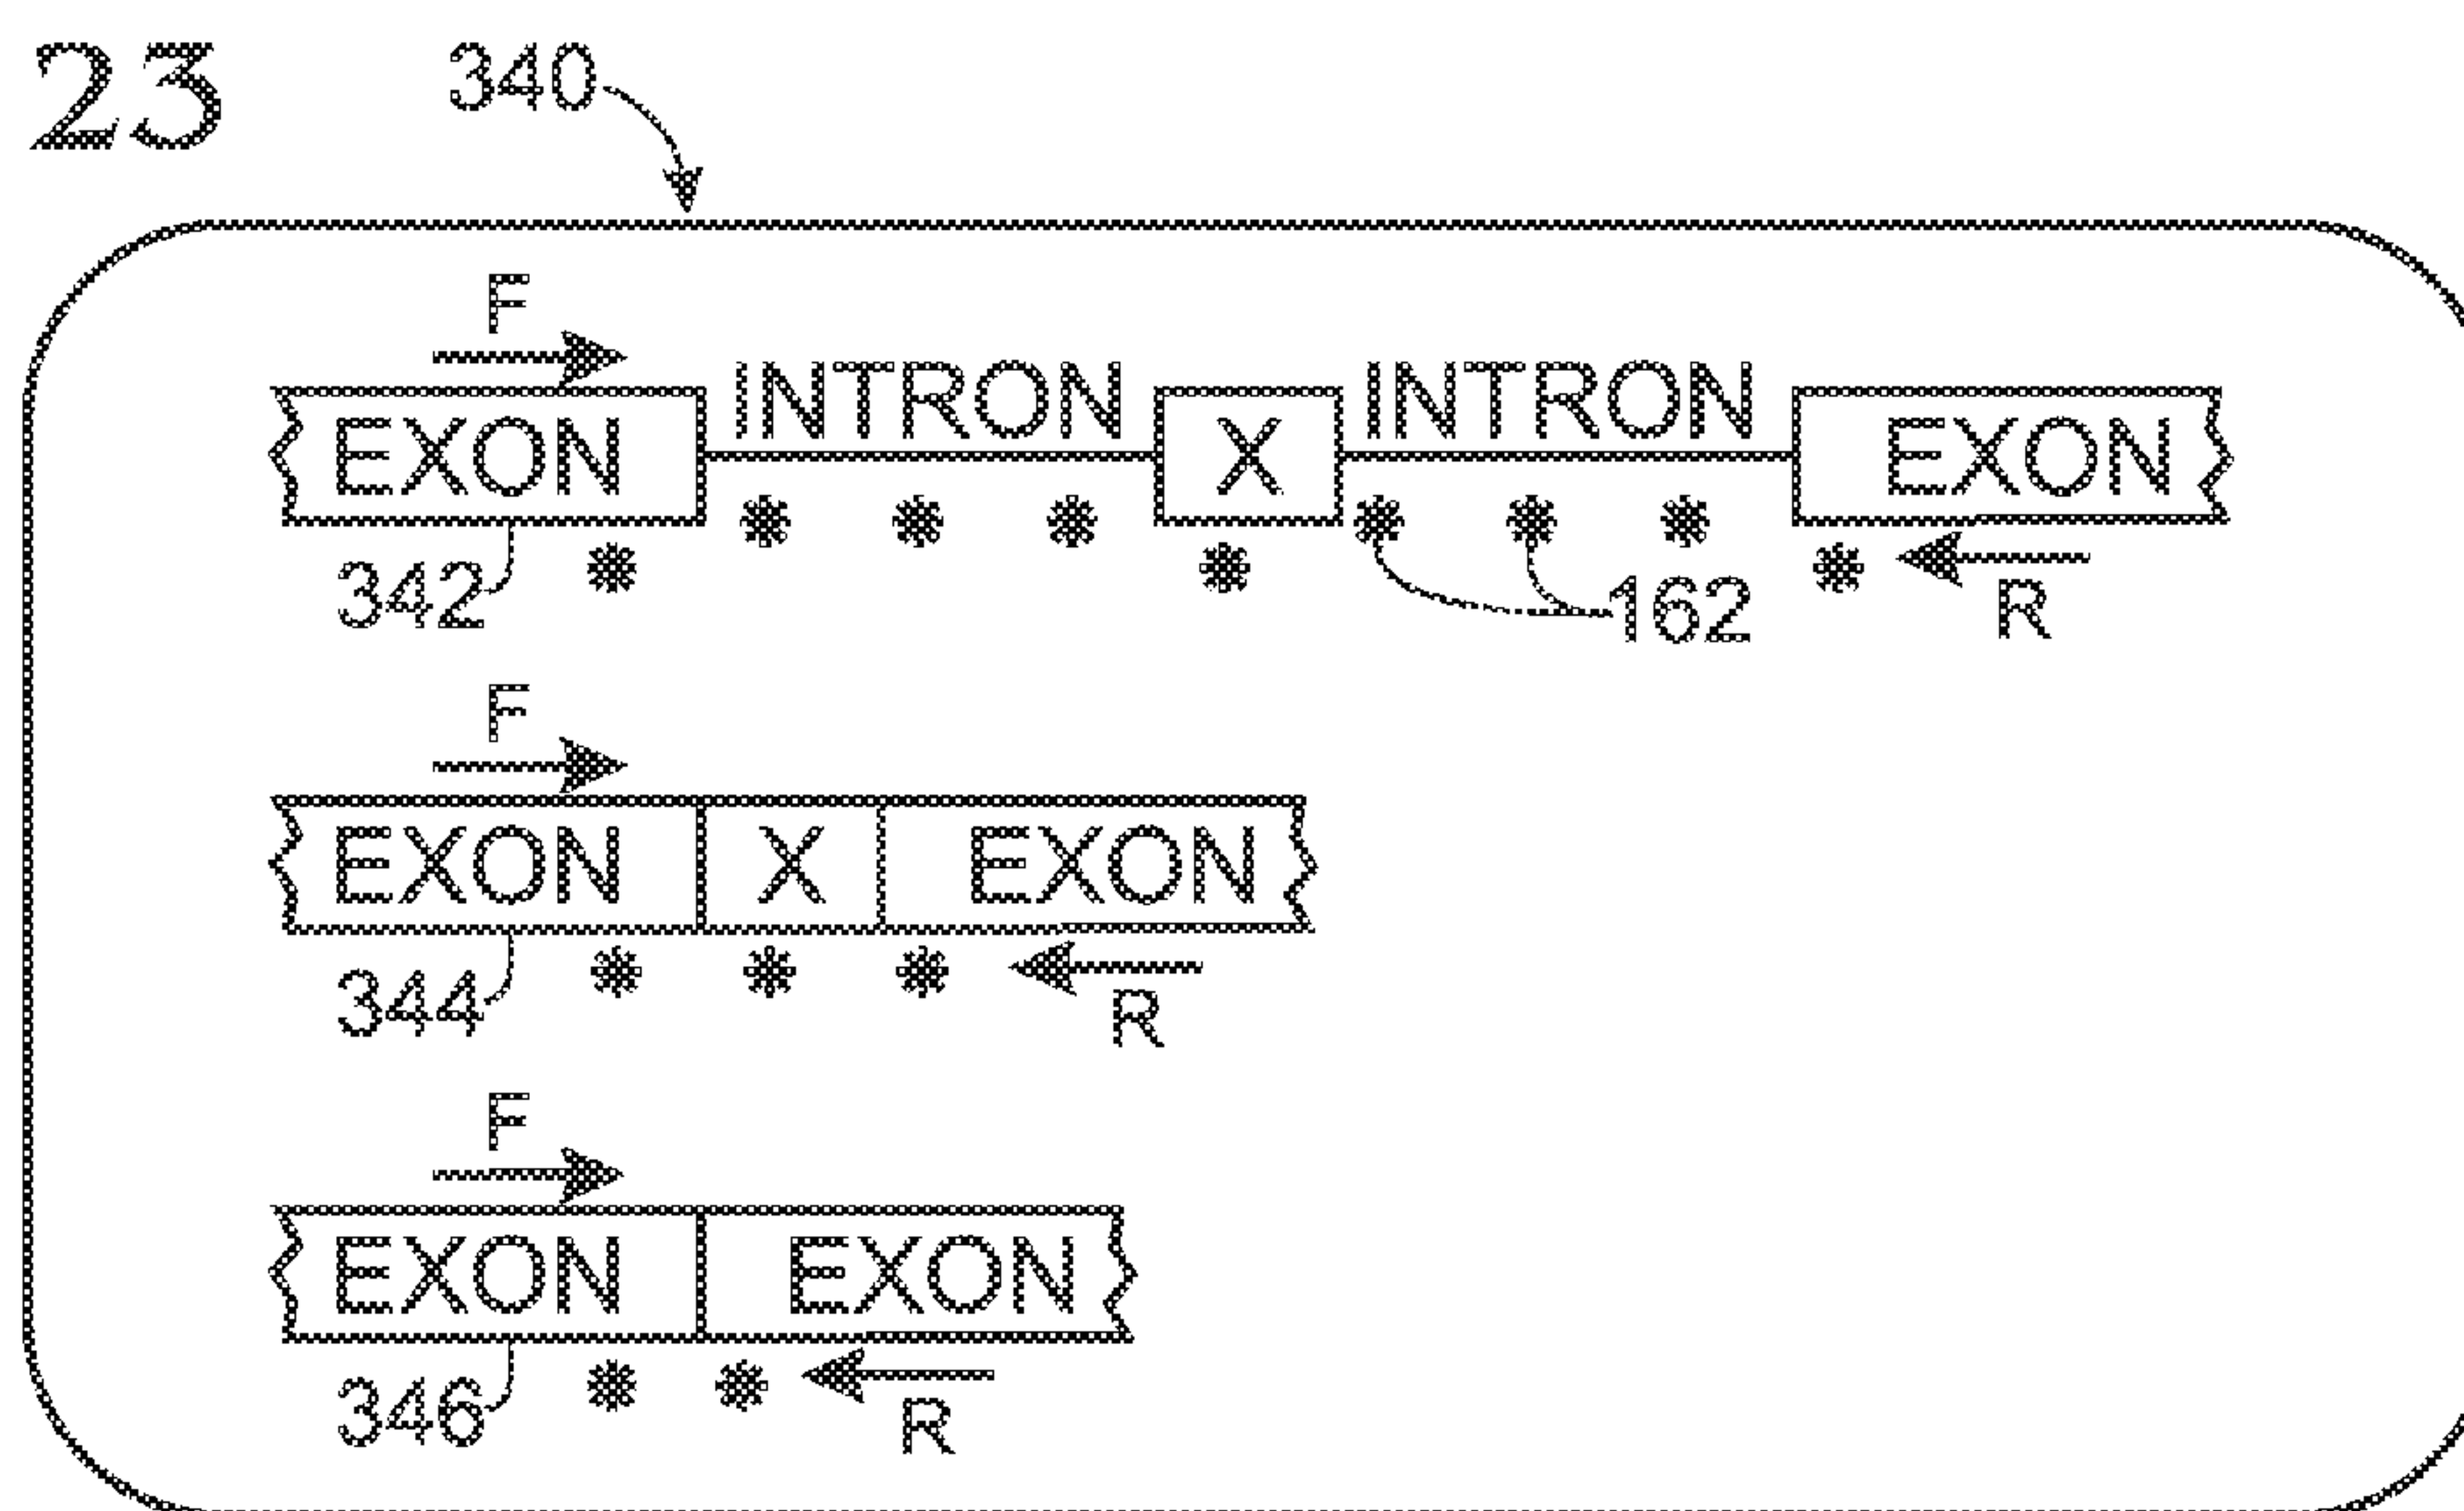 23 340
F
INTRON INTRON
EXON X EXON
342 162 R
F
EXON X EXON
344 R
F
EXON EXON
346 R